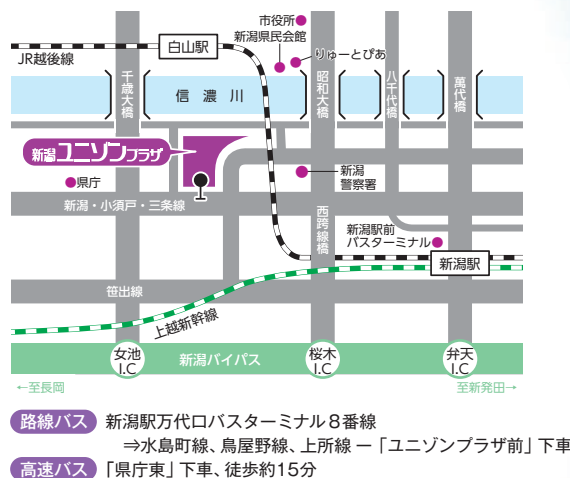 市役所
新潟県民会館
白山駅
りゅーとぴあ
JR越後線
千歳大橋
信濃川
昭和大橋
八千代橋
萬代橋
新潟ユニゾンプラザ
県庁
新潟
警察署
新潟・小須戸・三条線
西跨線橋
新潟駅前
バスターミナル
新潟駅
笹出線
上越新幹線
女池
I.C
新潟バイパス
桜木
I.C
弁天
I.C
←至長岡
至新発田→
路線バス 新潟駅万代口バスターミナル8番線
⇒水島町線、鳥屋野線、上所線 ー「ユニゾンプラザ前」下車
高速バス 「県庁東」下車、徒歩約15分